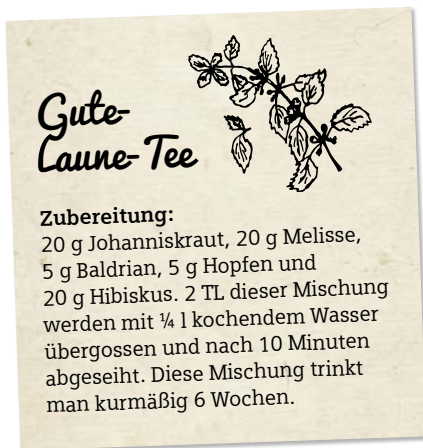 Gute-
Laune-Tee
Zubereitung:
20 g Johanniskraut, 20 g Melisse,
5 g Baldrian, 5 g Hopfen und
20 g Hibiskus. 2 TL dieser Mischung
werden mit ¼ l kochendem Wasser
übergossen und nach 10 Minuten
abgeseiht. Diese Mischung trinkt
man kurmäßig 6 Wochen.